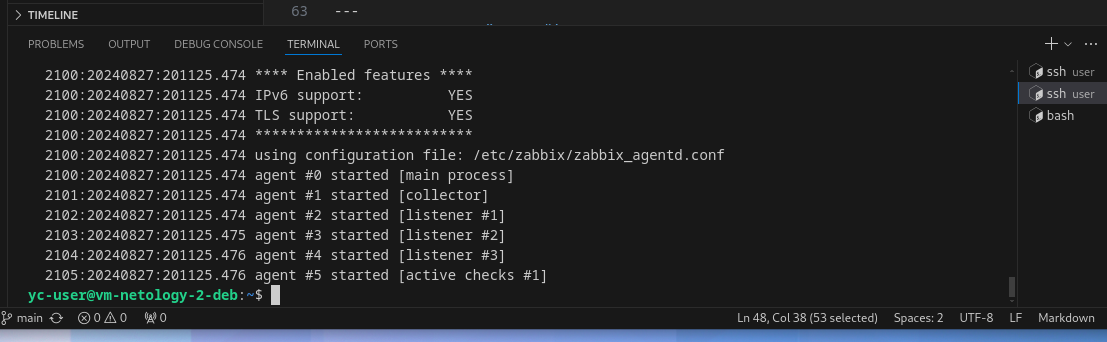 TIMELINE
63 ---
PROBLEMS OUTPUT DEBUG CONSOLE TERMINAL PORTS
2100:20240827:201125.474 **** Enabled features ****
2100:20240827:201125.474 IPv6 support:           YES
2100:20240827:201125.474 TLS support:            YES
2100:20240827:201125.474 **************************
2100:20240827:201125.474 using configuration file: /etc/zabbix/zabbix_agentd.conf
2100:20240827:201125.474 agent #0 started [main process]
2101:20240827:201125.474 agent #1 started [collector]
2102:20240827:201125.474 agent #2 started [listener #1]
2103:20240827:201125.475 agent #3 started [listener #2]
2104:20240827:201125.476 agent #4 started [listener #3]
2105:20240827:201125.476 agent #5 started [active checks #1]
yc-user@vm-netology-2-deb:~$
ssh user
ssh user
bash
main 0 0 0 Ln 48, Col 38 (53 selected) Spaces: 2 UTF-8 LF Markdown